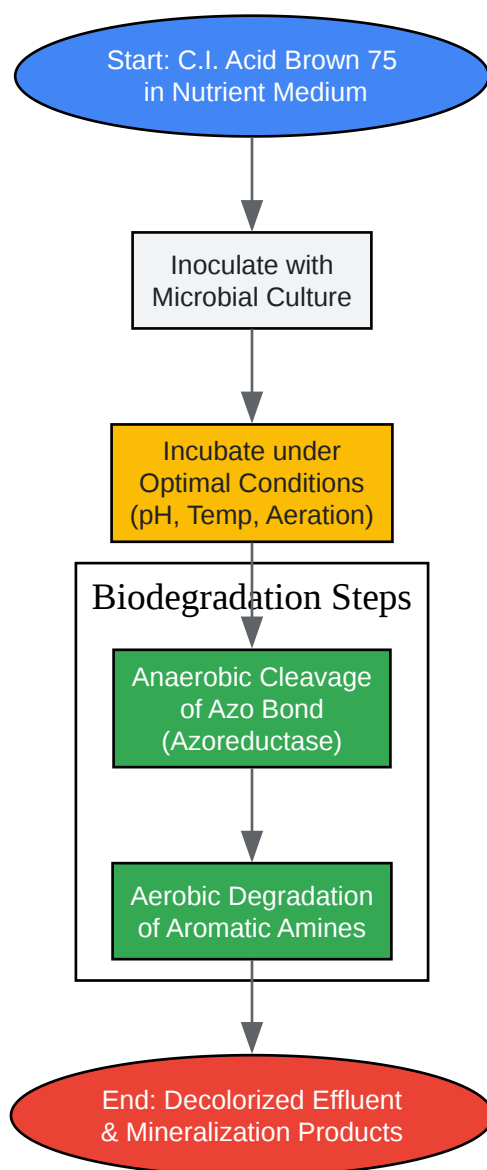 Start: C.I. Acid Brown 75
in Nutrient Medium
Inoculate with
Microbial Culture
Incubate under
Optimal Conditions
(pH, Temp, Aeration)
Biodegradation Steps
Anaerobic Cleavage
of Azo Bond
(Azoreductase)
Aerobic Degradation
of Aromatic Amines
End: Decolorized Effluent
& Mineralization Products